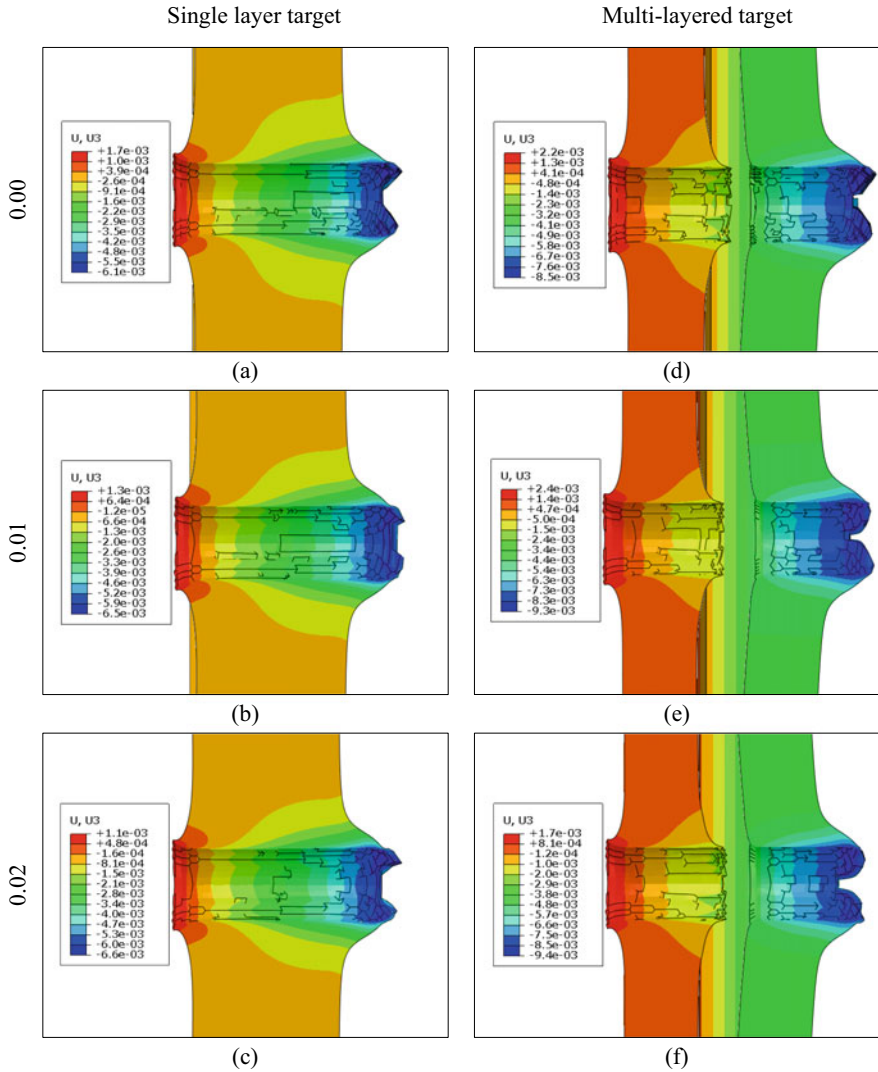 Single layer target
Multi-layered target
0.00
U, U3
+1.7e-03
+1.0e-03
+3.9e-04
-2.6e-04
-9.1e-04
-1.6e-03
-2.2e-03
-2.9e-03
-3.5e-03
-4.2e-03
-4.8e-03
-5.5e-03
-6.1e-03
(a)
U, U3
+2.2e-03
+1.3e-03
+4.1e-04
-4.8e-04
-1.4e-03
-2.3e-03
-3.2e-03
-4.1e-03
-4.9e-03
-5.8e-03
-6.7e-03
-7.6e-03
-8.5e-03
(d)
0.01
U, U3
+1.3e-03
+6.4e-04
-1.2e-05
-6.6e-04
-1.3e-03
-2.0e-03
-2.6e-03
-3.3e-03
-3.9e-03
-4.6e-03
-5.2e-03
-5.9e-03
-6.5e-03
(b)
U, U3
+2.4e-03
+1.4e-03
+4.7e-04
-5.0e-04
-1.5e-03
-2.4e-03
-3.4e-03
-4.4e-03
-5.4e-03
-6.3e-03
-7.3e-03
-8.3e-03
-9.3e-03
(e)
0.02
U, U3
+1.1e-03
+4.8e-04
-1.6e-04
-8.1e-04
-1.5e-03
-2.1e-03
-2.8e-03
-3.4e-03
-4.0e-03
-4.7e-03
-5.3e-03
-6.0e-03
-6.6e-03
(c)
U, U3
+1.7e-03
+8.1e-04
-1.2e-04
-1.0e-03
-2.0e-03
-2.9e-03
-3.8e-03
-4.8e-03
-5.7e-03
-6.6e-03
-7.5e-03
-8.5e-03
-9.4e-03
(f)